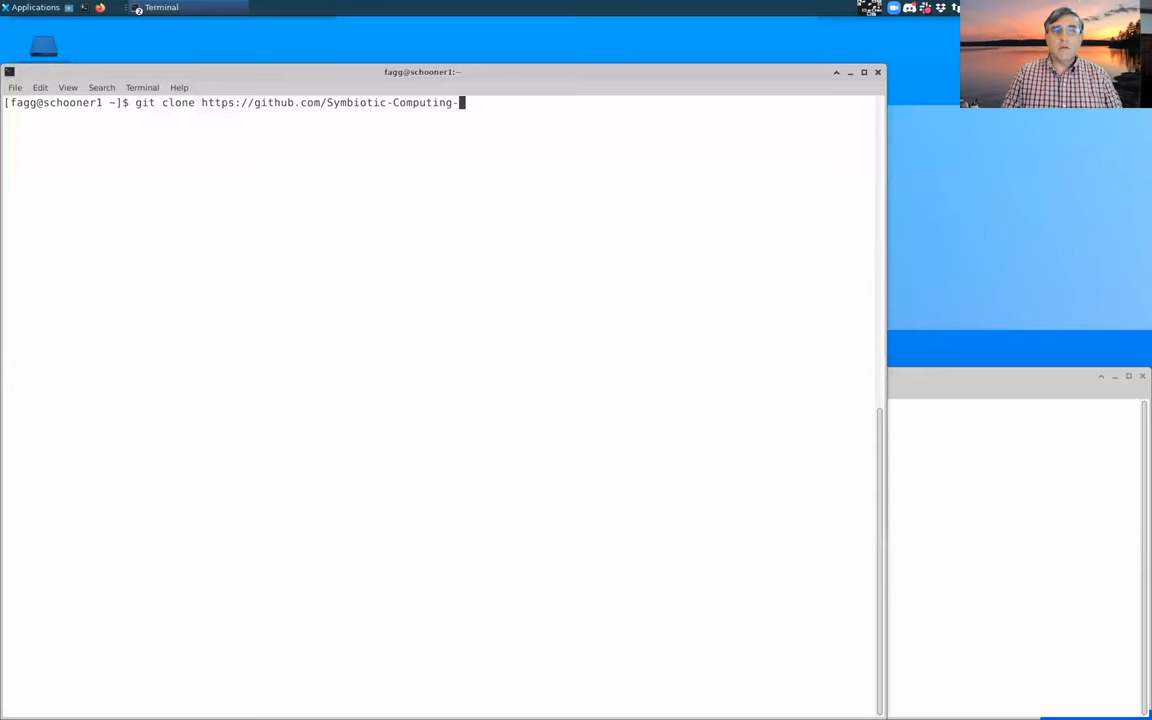 Applications
Terminal
fagg@schooner1:~
File Edit View Search Terminal Help
[fagg@schooner1 ~]$ git clone https://github.com/Symbiotic-Computing-